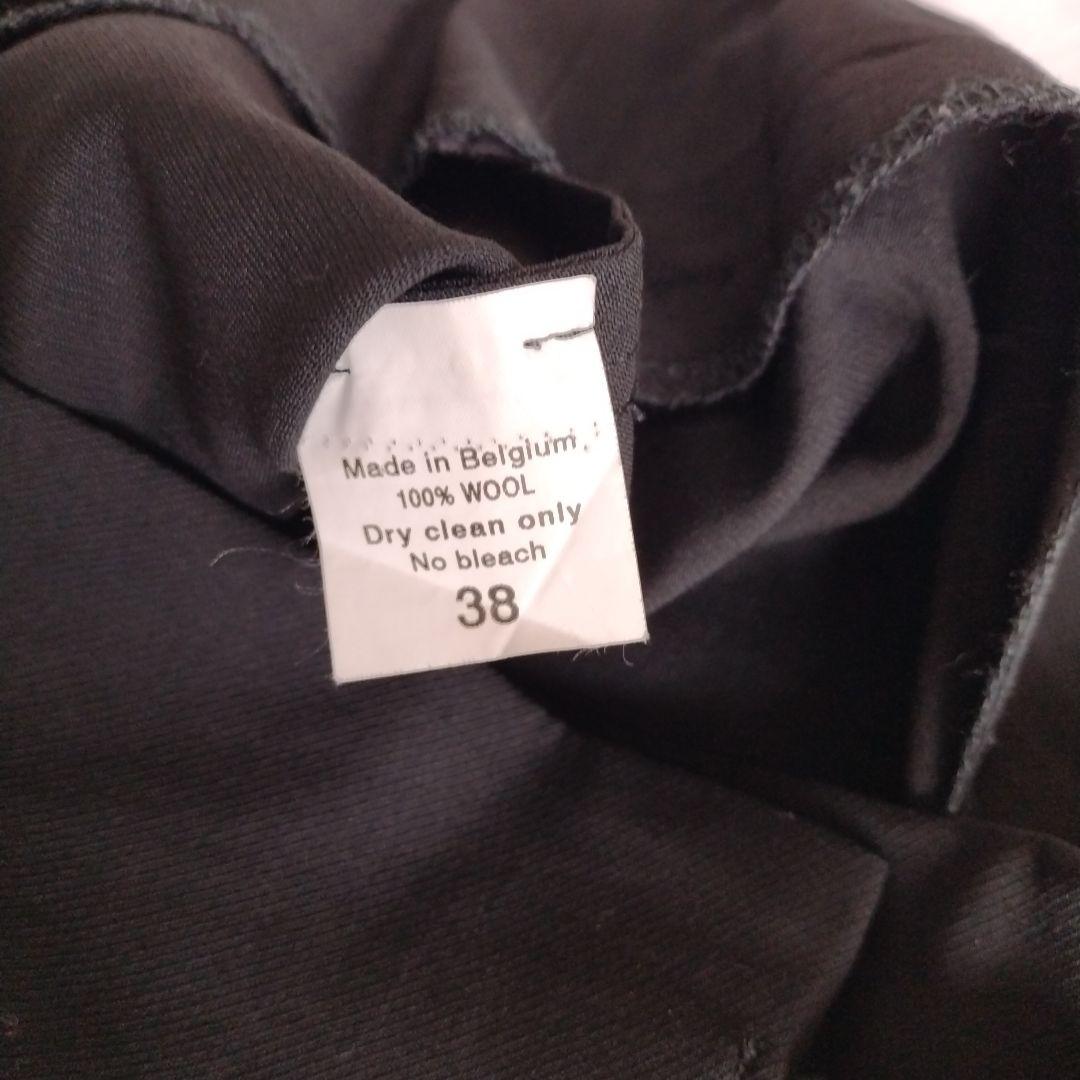 Made in Belgium
100% WOOL
Dry clean only
No bleach
38